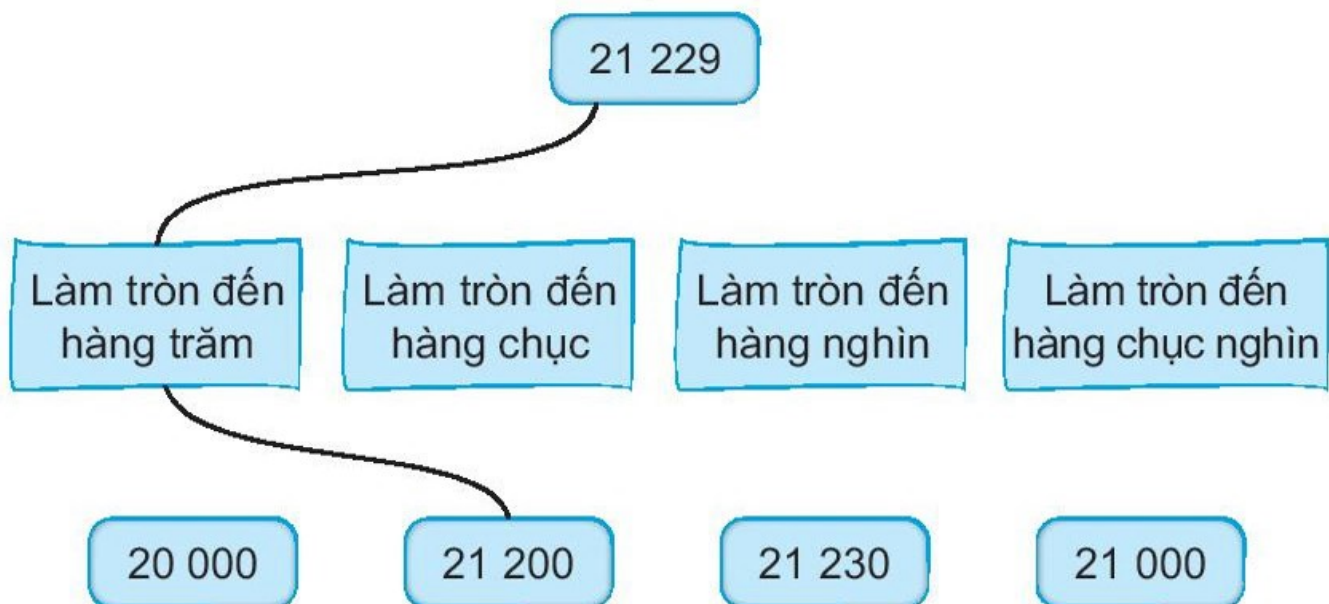 21 229
Làm tròn đến
hàng trăm
Làm tròn đến
hàng chục
Làm tròn đến
hàng nghìn
Làm tròn đến
hàng chục nghìn
20 000
21 200
21 230
21 000